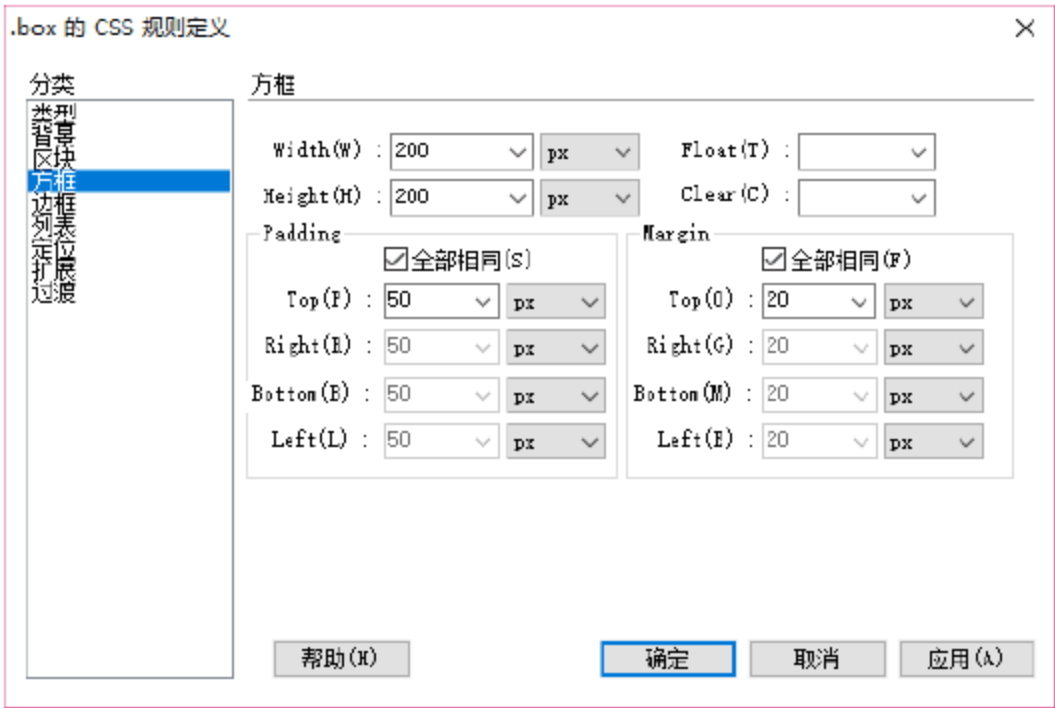 .box 的 CSS 规则定义
分类
类型
背景
区块
方框
边框
列表
定位
扩展
过渡
方框
Width(W) : 200 px Float(T) :
Height(H) : 200 px Clear(C) :
Padding
全部相同(S)
Top(P) : 50 px
Right(R) : 50 px
Bottom(B) : 50 px
Left(L) : 50 px
Margin
全部相同(F)
Top(O) : 20 px
Right(G) : 20 px
Bottom(M) : 20 px
Left(E) : 20 px
帮助(H) 确定 取消 应用(A)